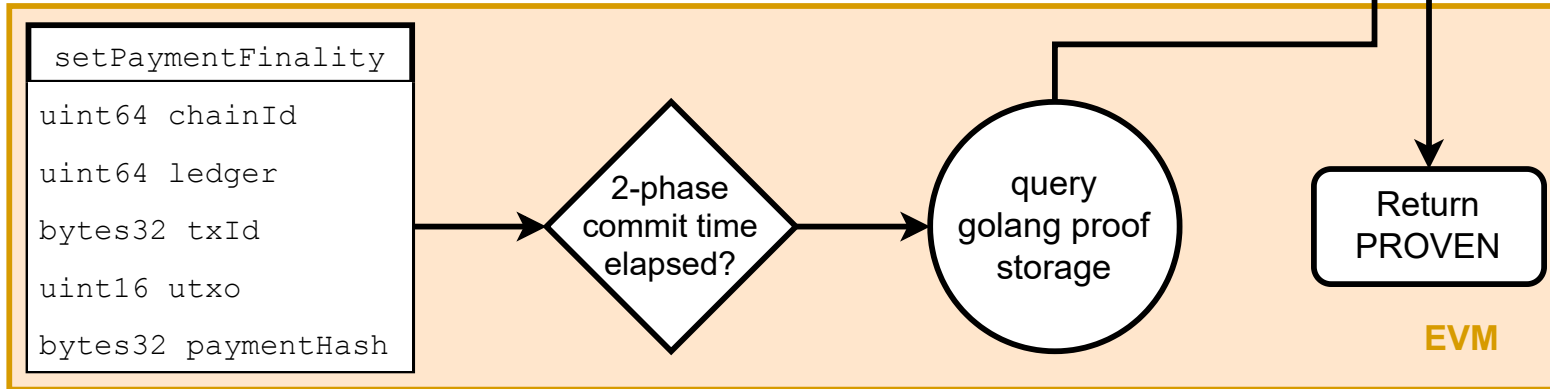 setPaymentFinality
uint64 chainId
uint64 ledger
bytes32 txId
uint16 utxo
bytes32 paymentHash
2-phase
commit time
elapsed?
query
golang proof
storage
Return
PROVEN
EVM